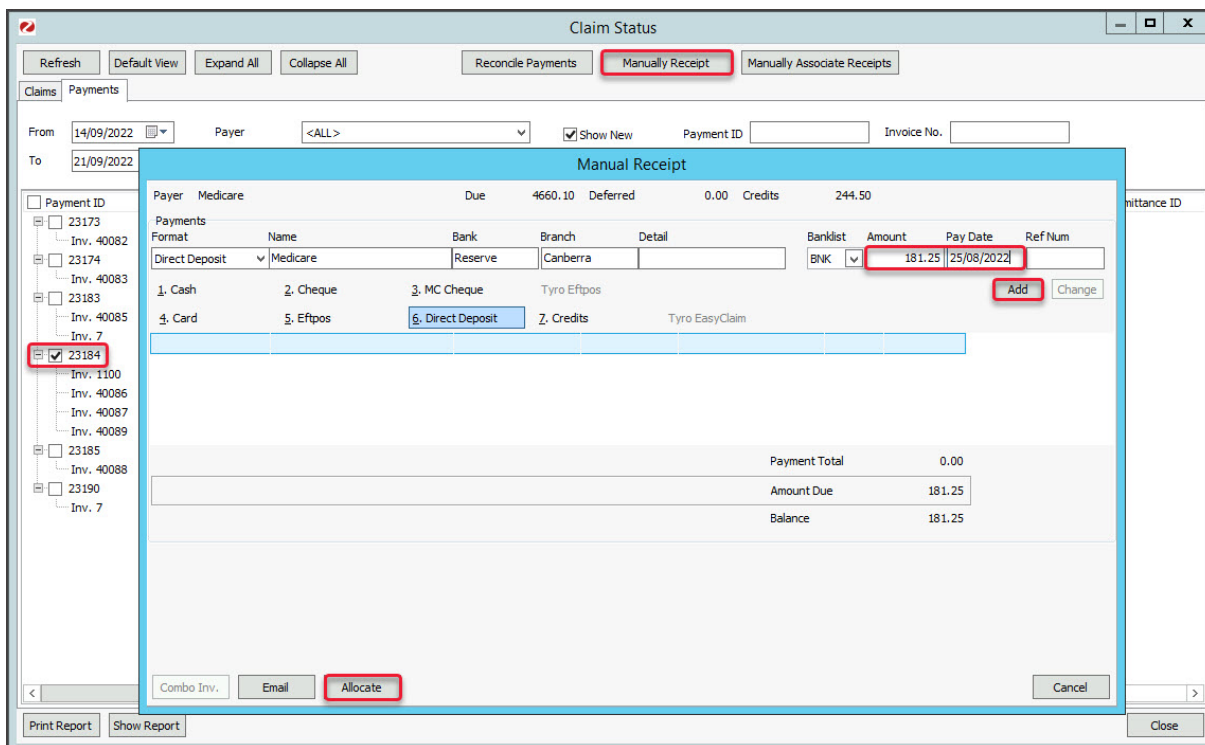 Claim Status
Refresh Default View Expand All Collapse All Reconcile Payments Manually Receipt Manually Associate Receipts
Claims Payments
From 14/09/2022 Payer <ALL> Show New Payment ID Invoice No.
To 21/09/2022
Manual Receipt
Payment ID
mittance ID
23173
Inv. 40082
23174
Inv. 40083
23183
Inv. 40085
Inv. 7
23184
Inv. 1100
Inv. 40086
Inv. 40087
Inv. 40089
23185
Inv. 40088
23190
Inv. 7
Payer Medicare Due 4660.10 Deferred 0.00 Credits 244.50
Payments
Format Name Bank Branch Detail Banklist Amount Pay Date Ref Num
Direct Deposit Medicare Reserve Canberra BNK 181.25 25/08/2022
1. Cash 2. Cheque 3. MC Cheque Tyro Eftpos Add Change
4. Card 5. Eftpos 6. Direct Deposit 7. Credits Tyro EasyClaim
Payment Total 0.00
Amount Due 181.25
Balance 181.25
Combo Inv. Email Allocate Cancel
Print Report Show Report Close